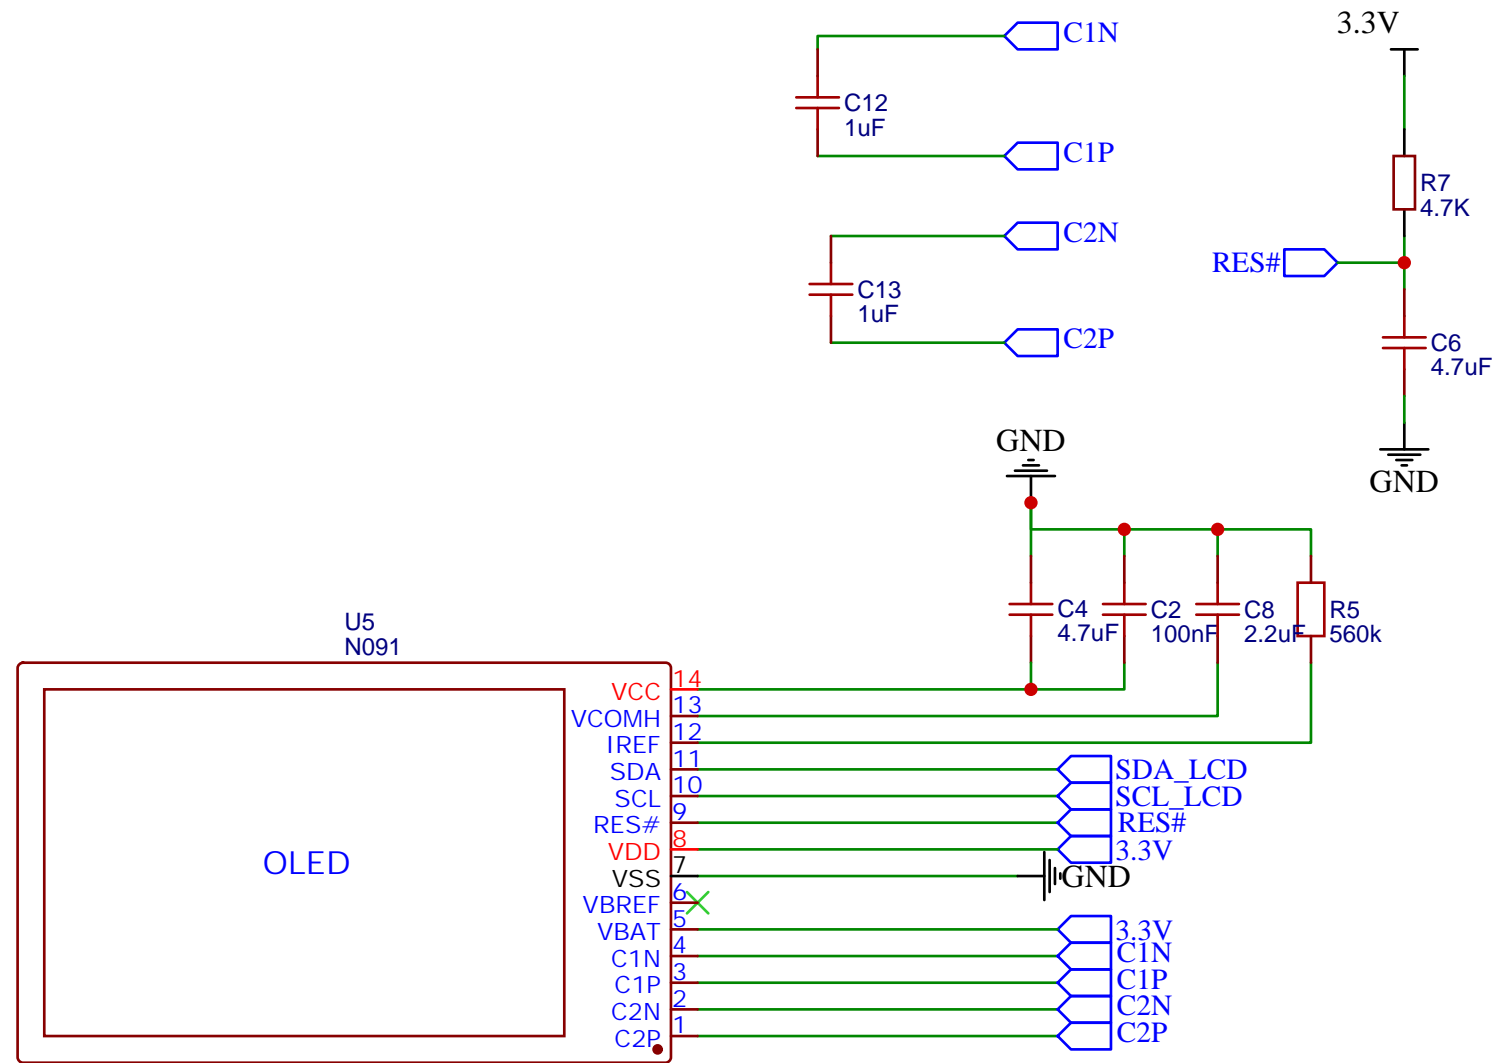 C1N
3.3V
C12
1uF
C1P
R7
4.7K
C2N
RES#
C13
1uF
C2P
C6
4.7uF
GND
GND
C4
4.7uF
C2
100nF
C8
2.2uF
R5
560k
U5
N091
OLED
VCC 14
VCOMH 13
IREF 12
SDA 11 SDA_LCD
SCL 10 SCL_LCD
RES# 9 RES#
VDD 8 3.3V
VSS 7 GND
VBREF 6
VBAT 5 3.3V
C1N 4 C1N
C1P 3 C1P
C2N 2 C2N
C2P 1 C2P